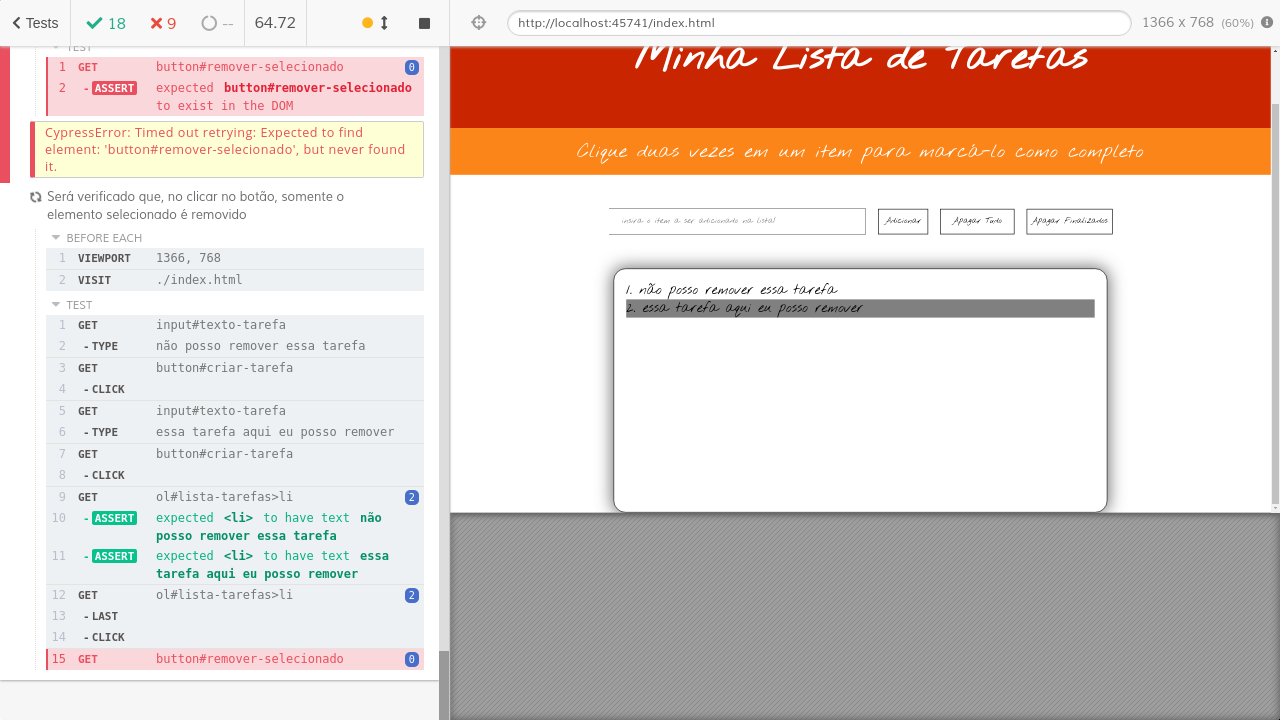 Tests
18
9
--
64.72
http://localhost:45741/index.html
1366 x 768 (60%)
TEST
1 GET button#remover-selecionado 0
2 - ASSERT expected button#remover-selecionado
to exist in the DOM
CypressError: Timed out retrying: Expected to find
element: 'button#remover-selecionado', but never found
it.
Será verificado que, no clicar no botão, somente o
elemento selecionado é removido
BEFORE EACH
1 VIEWPORT 1366, 768
2 VISIT ./index.html
TEST
1 GET input#texto-tarefa
2 - TYPE não posso remover essa tarefa
3 GET button#criar-tarefa
4 - CLICK
5 GET input#texto-tarefa
6 - TYPE essa tarefa aqui eu posso remover
7 GET button#criar-tarefa
8 - CLICK
9 GET ol#lista-tarefas>li 2
10 - ASSERT expected <li> to have text não
posso remover essa tarefa
11 - ASSERT expected <li> to have text essa
tarefa aqui eu posso remover
12 GET ol#lista-tarefas>li 2
13 - LAST
14 - CLICK
15 GET button#remover-selecionado 0
Minha Lista de Tarefas
Clique duas vezes em um item para marcá-lo como completo
insira o item a ser adicionado na lista!
Adicionar
Apagar Tudo
Apagar Finalizados
1. não posso remover essa tarefa
2. essa tarefa aqui eu posso remover